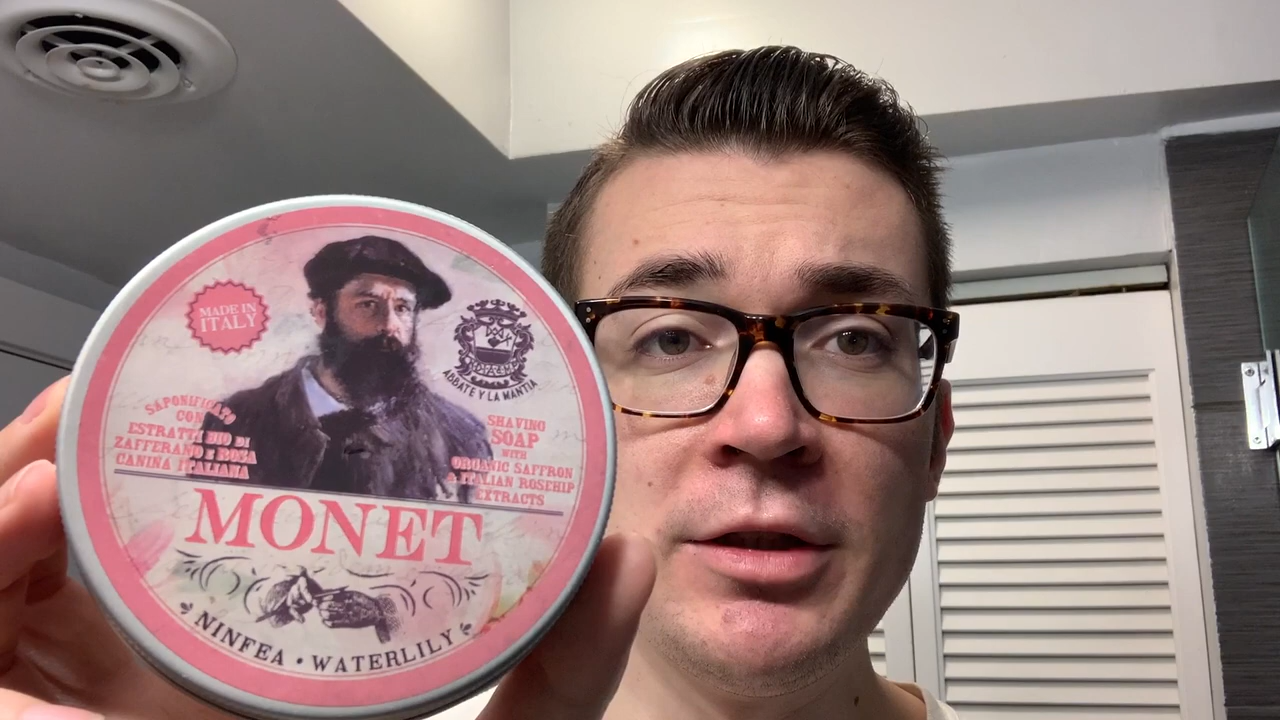 MADE IN
ITALY
ABBATE Y LA MANTIA
SAPONIFICATO
CON
ESTRATTI BIO DI
ZAFFERANO E ROSA
CANINA ITALIANA
SHAVING
SOAP
WITH
ORGANIC SAFFRON
& ITALIAN ROSEHIP
EXTRACTS
MONET
NINFEA • WATERLILY